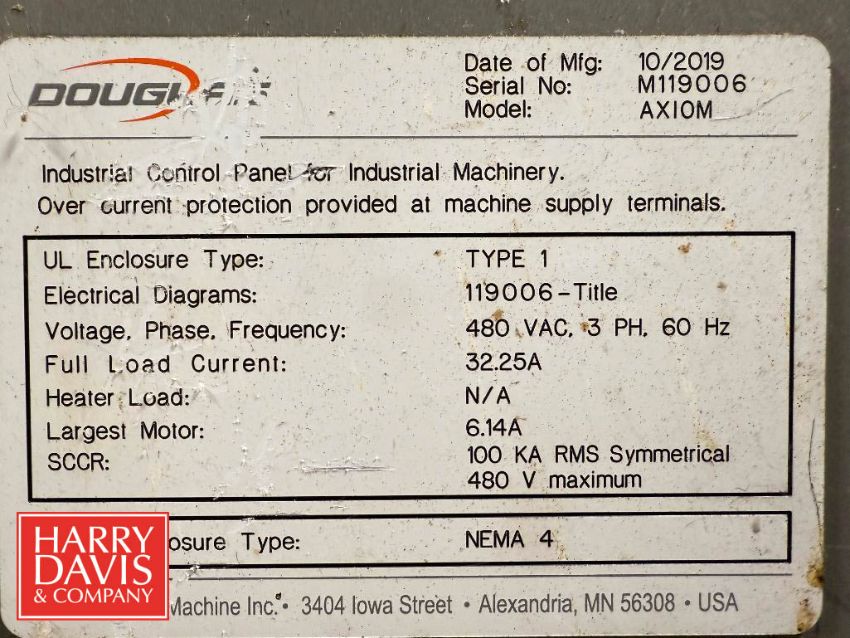 DOUGLAS
Date of Mfg: 10/2019
Serial No: M119006
Model: AXIOM
Industrial Control Panel for Industrial Machinery.
Over current protection provided at machine supply terminals.
UL Enclosure Type: TYPE 1
Electrical Diagrams: 119006-Title
Voltage, Phase, Frequency: 480 VAC, 3 PH, 60 Hz
Full Load Current: 32.25A
Heater Load: N/A
Largest Motor: 6.14A
SCCR: 100 KA RMS Symmetrical
480 V maximum
osure Type: NEMA 4
Machine Inc. • 3404 Iowa Street • Alexandria, MN 56308 • USA
HARRY
DAVIS
& COMPANY